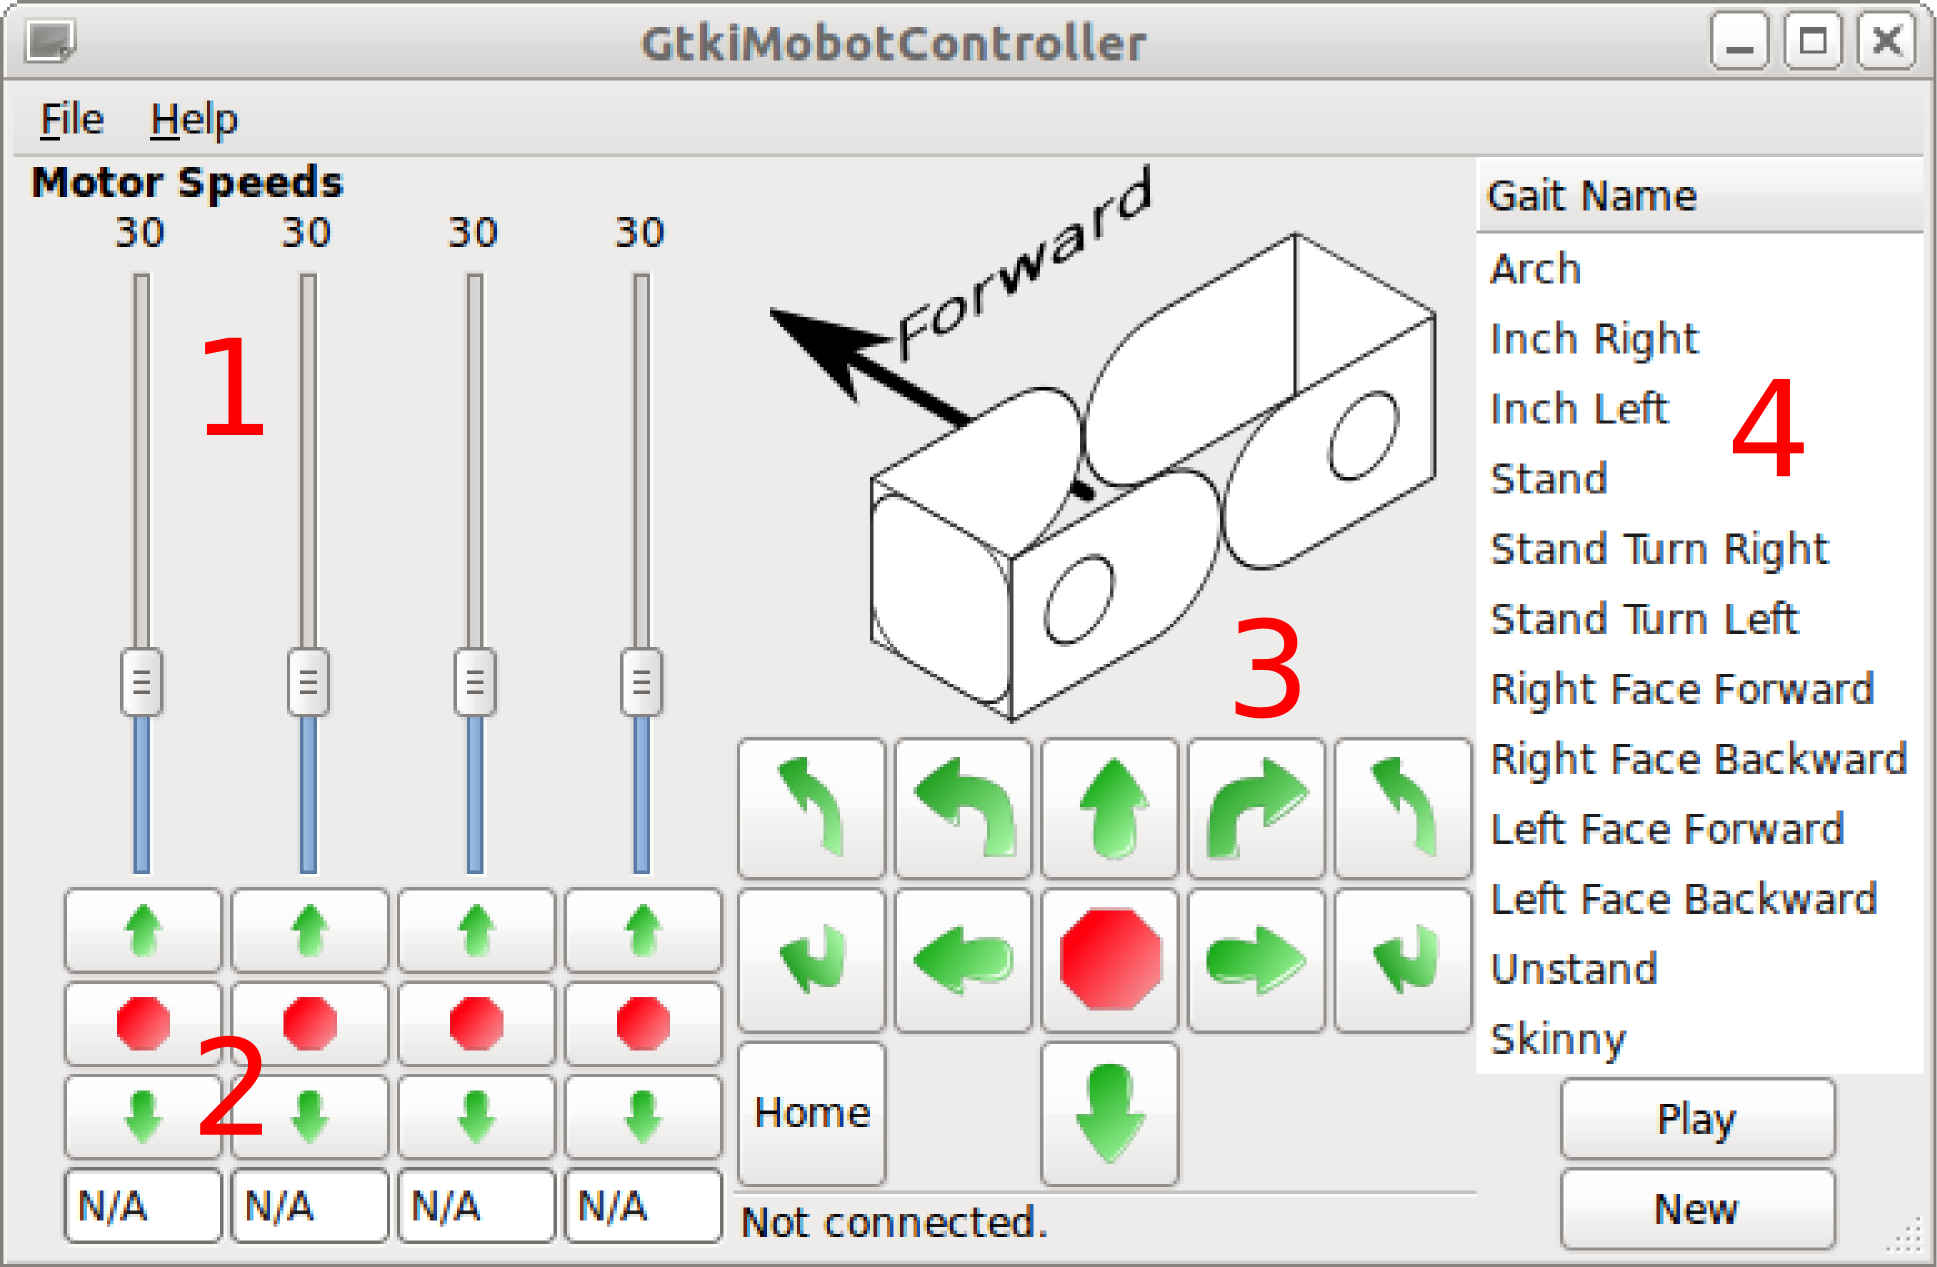 GtkiMobotController
File Help
Motor Speeds
30 30 30 30
1
2
N/A N/A N/A N/A
Forward
3
Home
Not connected.
Gait Name
Arch
Inch Right
Inch Left
4
Stand
Stand Turn Right
Stand Turn Left
Right Face Forward
Right Face Backward
Left Face Forward
Left Face Backward
Unstand
Skinny
Play
New